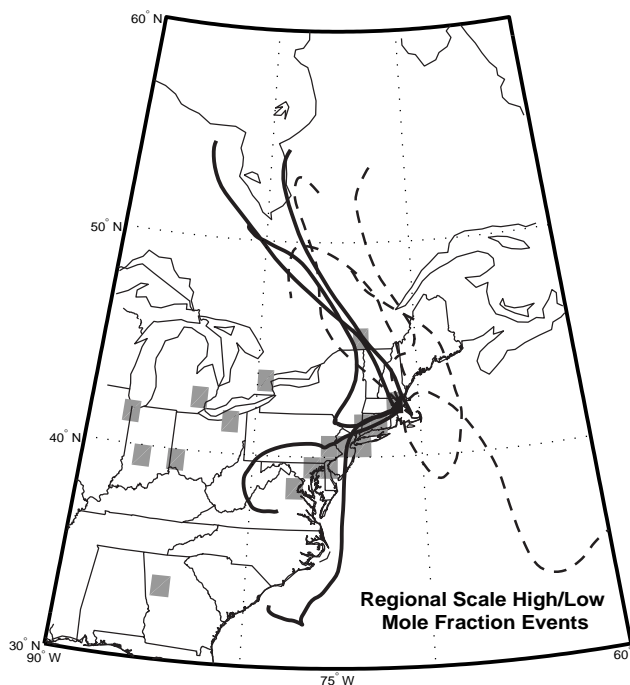 60° N
50° N
40° N
Regional Scale High/Low
Mole Fraction Events
30° N
90° W
75° W
60